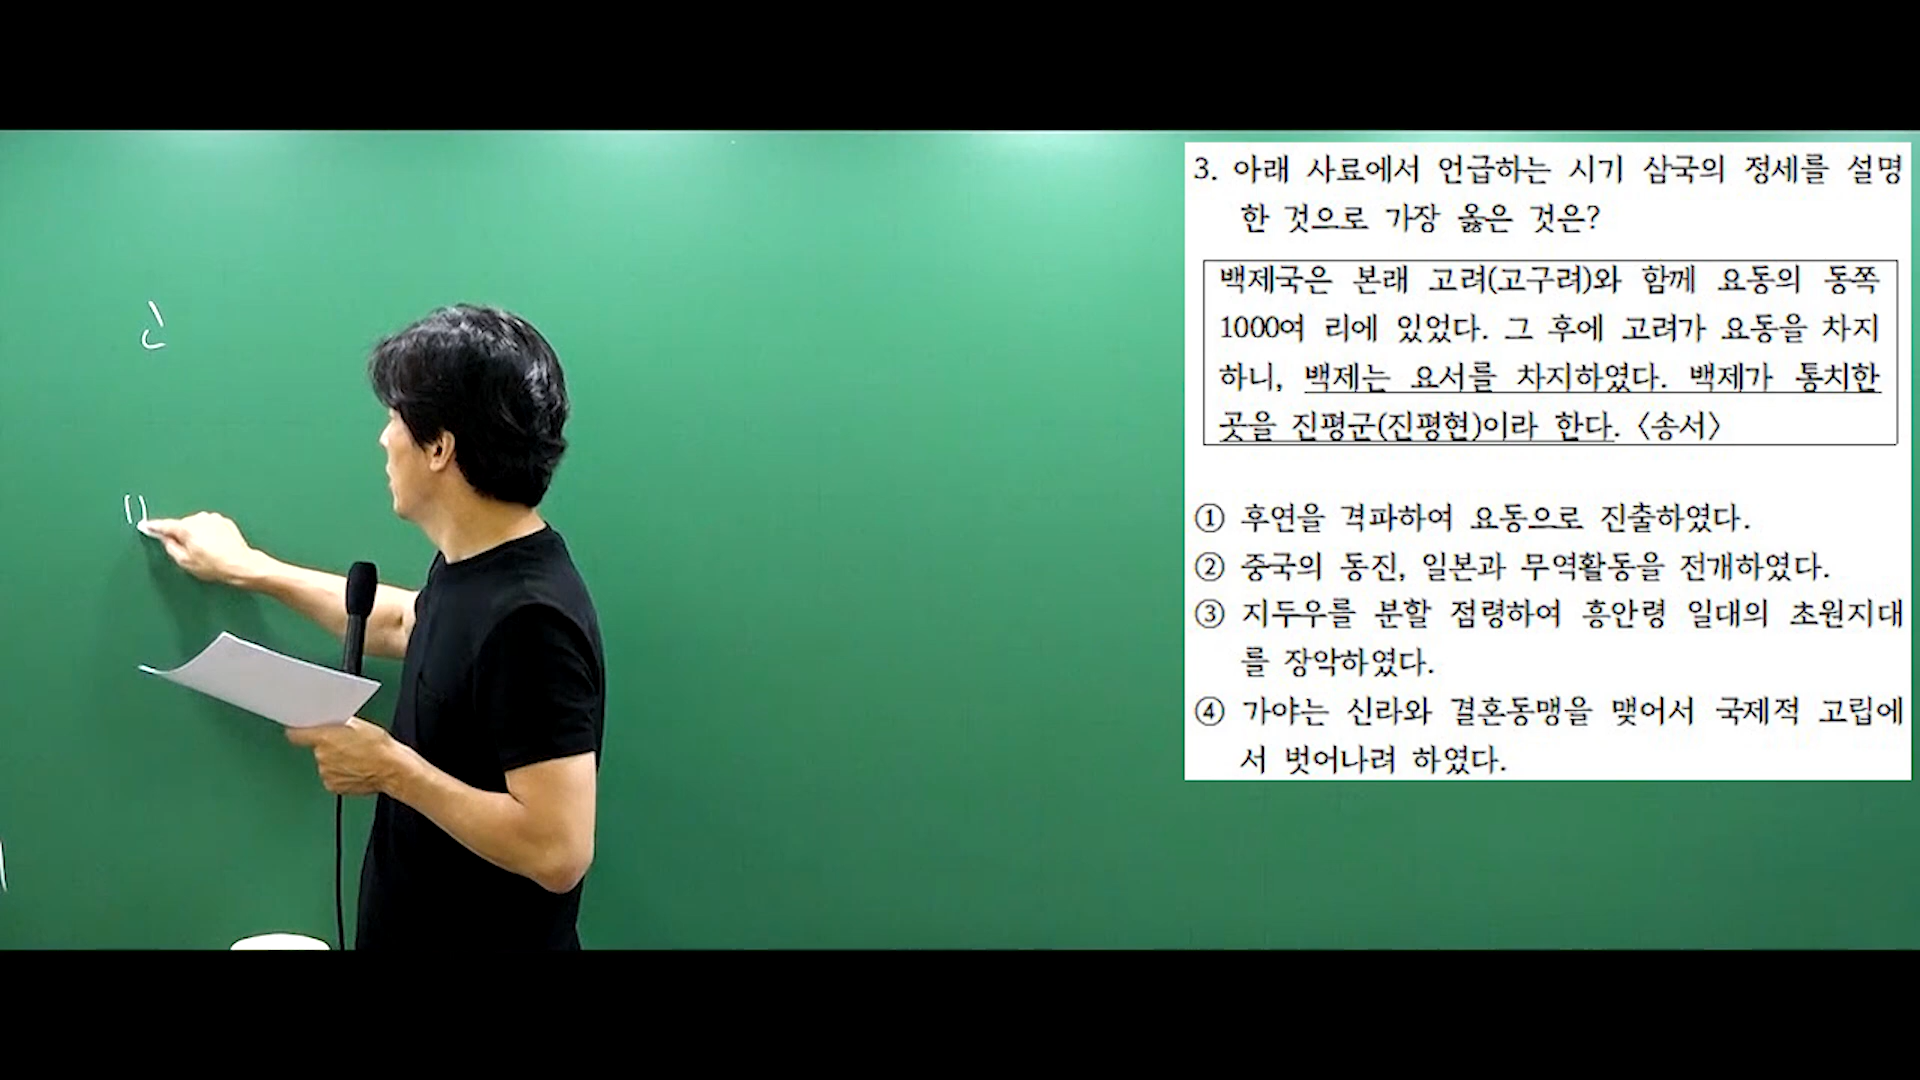 3. 아래 사료에서 언급하는 시기 삼국의 정세를 설명
한 것으로 가장 옳은 것은?
백제국은 본래 고려(고구려)와 함께 요동의 동쪽
1000여 리에 있었다. 그 후에 고려가 요동을 차지
하니, 백제는 요서를 차지하였다. 백제가 통치한
곳을 진평군(진평현)이라 한다. 〈송서〉
① 후연을 격파하여 요동으로 진출하였다.
② 중국의 동진, 일본과 무역활동을 전개하였다.
③ 지두우를 분할 점령하여 흥안령 일대의 초원지대
를 장악하였다.
④ 가야는 신라와 결혼동맹을 맺어서 국제적 고립에
서 벗어나려 하였다.